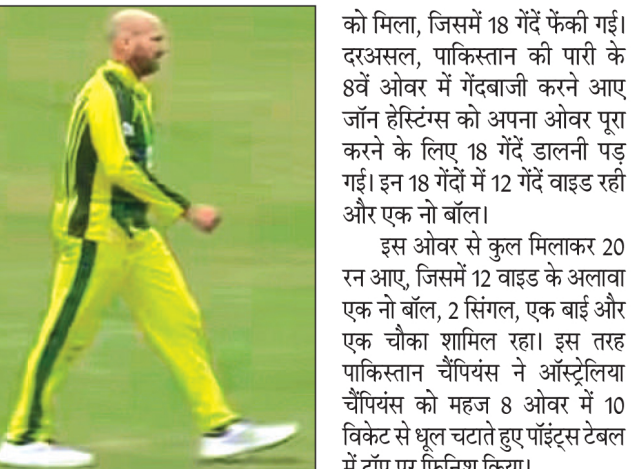 को मिला, जिसमें 18 गेंदें फेंकी गई।
दरअसल, पाकिस्तान की पारी के
8वें ओवर में गेंदबाजी करने आए
जॉन हेस्टिंग्स को अपना ओवर पूरा
करने के लिए 18 गेंदें डालनी पड़
गई। इन 18 गेंदों में 12 गेंदें वाइड रही
और एक नो बॉल।
इस ओवर से कुल मिलाकर 20
रन आए, जिसमें 12 वाइड के अलावा
एक नो बॉल, 2 सिंगल, एक बाई और
एक चौका शामिल रहा। इस तरह
पाकिस्तान चैंपियंस ने ऑस्ट्रेलिया
चैंपियंस को महज 8 ओवर में 10
विकेट से धूल चटाते हुए पॉइंट्स टेबल
में टॉप पर फिनिश किया।